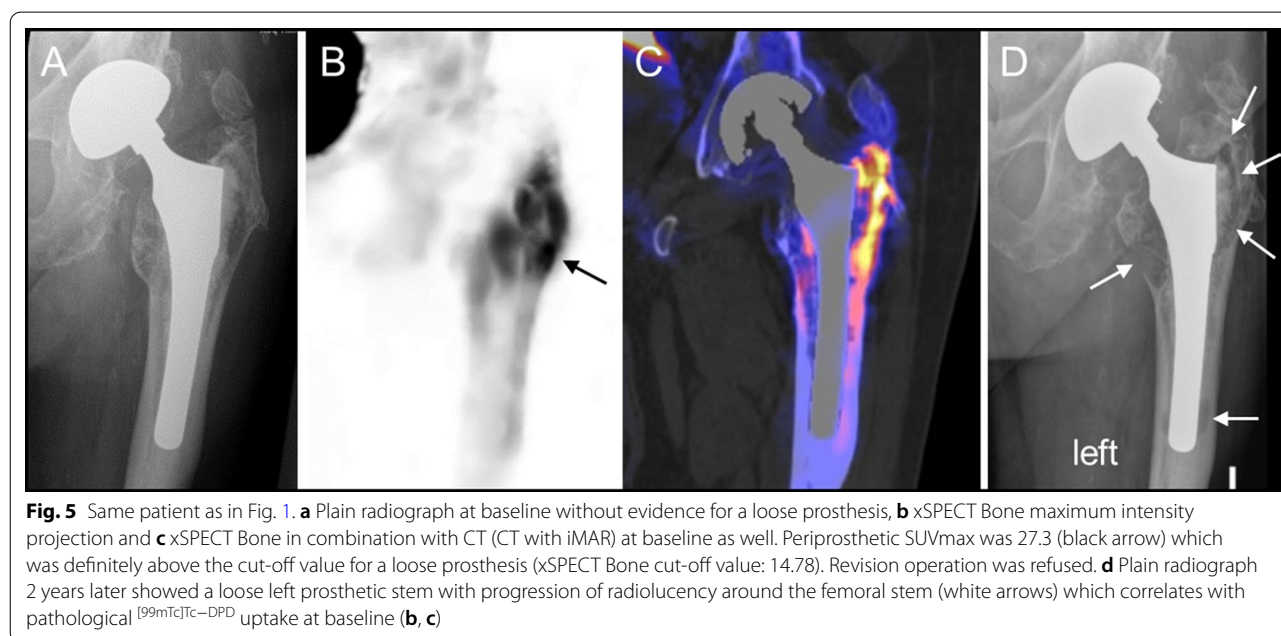 A
B
C
D
left
Fig. 5 Same patient as in Fig. 1. a Plain radiograph at baseline without evidence for a loose prosthesis, b xSPECT Bone maximum intensity
projection and c xSPECT Bone in combination with CT (CT with iMAR) at baseline as well. Periprosthetic SUVmax was 27.3 (black arrow) which
was definitely above the cut-off value for a loose prosthesis (xSPECT Bone cut-off value: 14.78). Revision operation was refused. d Plain radiograph
2 years later showed a loose left prosthetic stem with progression of radiolucency around the femoral stem (white arrows) which correlates with
pathological [99mTc]Tc−DPD uptake at baseline (b, c)